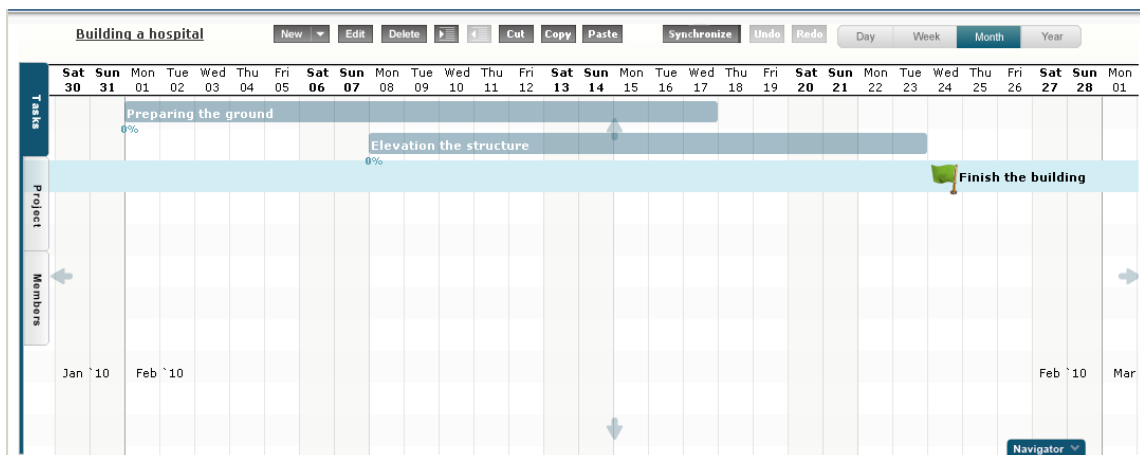 Building a hospital New Edit Delete Cut Copy Paste Synchronize Undo Redo Day Week Month Year
Sat Sun Mon Tue Wed Thu Fri Sat Sun Mon Tue Wed Thu Fri Sat Sun Mon Tue Wed Thu Fri Sat Sun Mon Tue Wed Thu Fri Sat Sun Mon
30 31 01 02 03 04 05 06 07 08 09 10 11 12 13 14 15 16 17 18 19 20 21 22 23 24 25 26 27 28 01
Tasks
Preparing the ground
0%
Elevation the structure
0%
Finish the building
Project
Members
Jan `10 Feb `10 Feb `10 Mar
Navigator